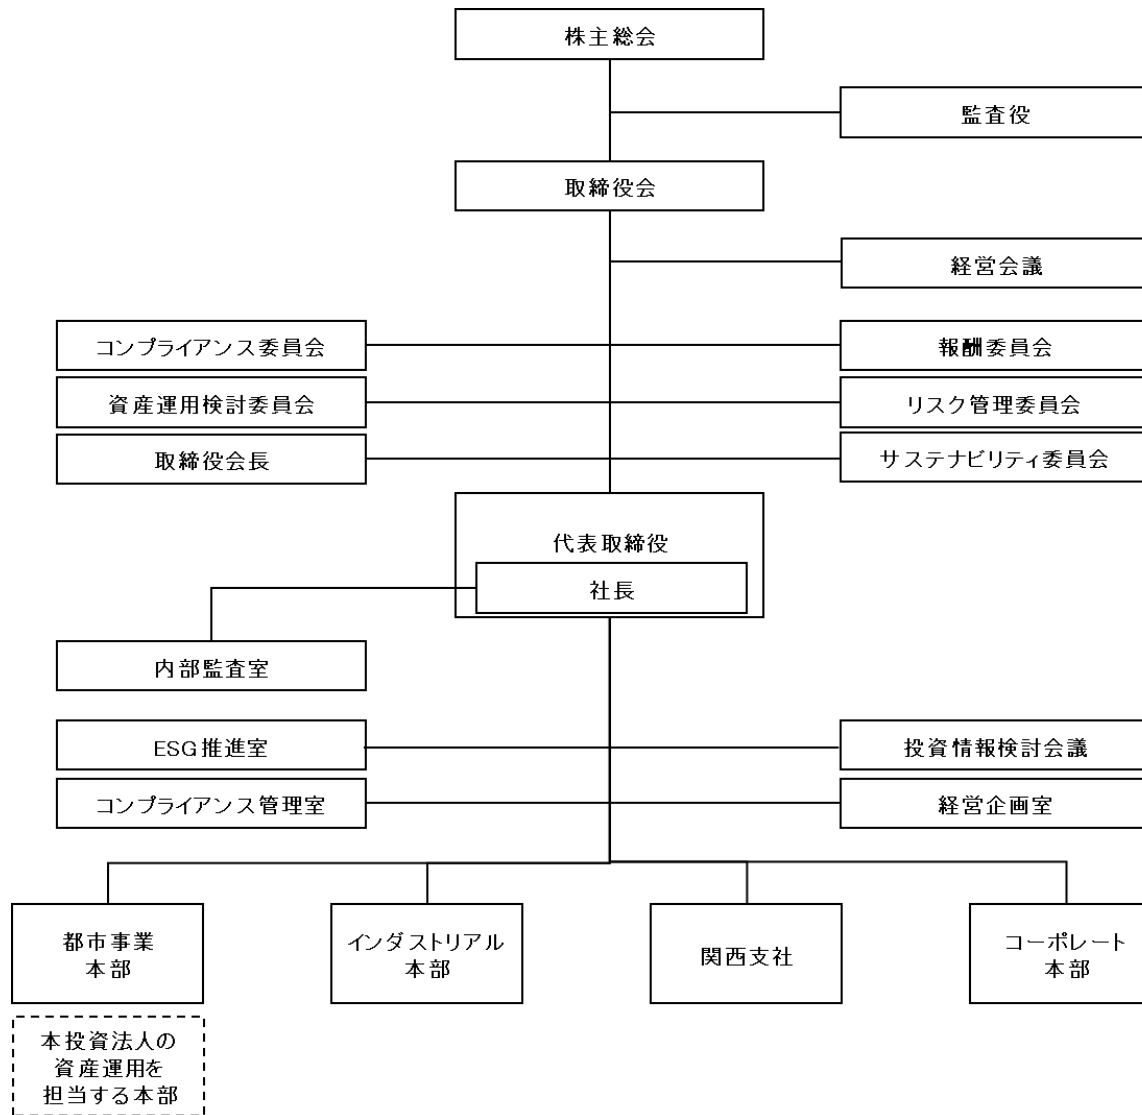 株主総会
監査役
取締役会
経営会議
コンプライアンス委員会
報酬委員会
資産運用検討委員会
リスク管理委員会
取締役会長
サステナビリティ委員会
代表取締役
社長
内部監査室
ESG推進室
投資情報検討会議
コンプライアンス管理室
経営企画室
都市事業
本部
インダストリアル
本部
関西支社
コーポレート
本部
本投資法人の
資産運用を
担当する本部